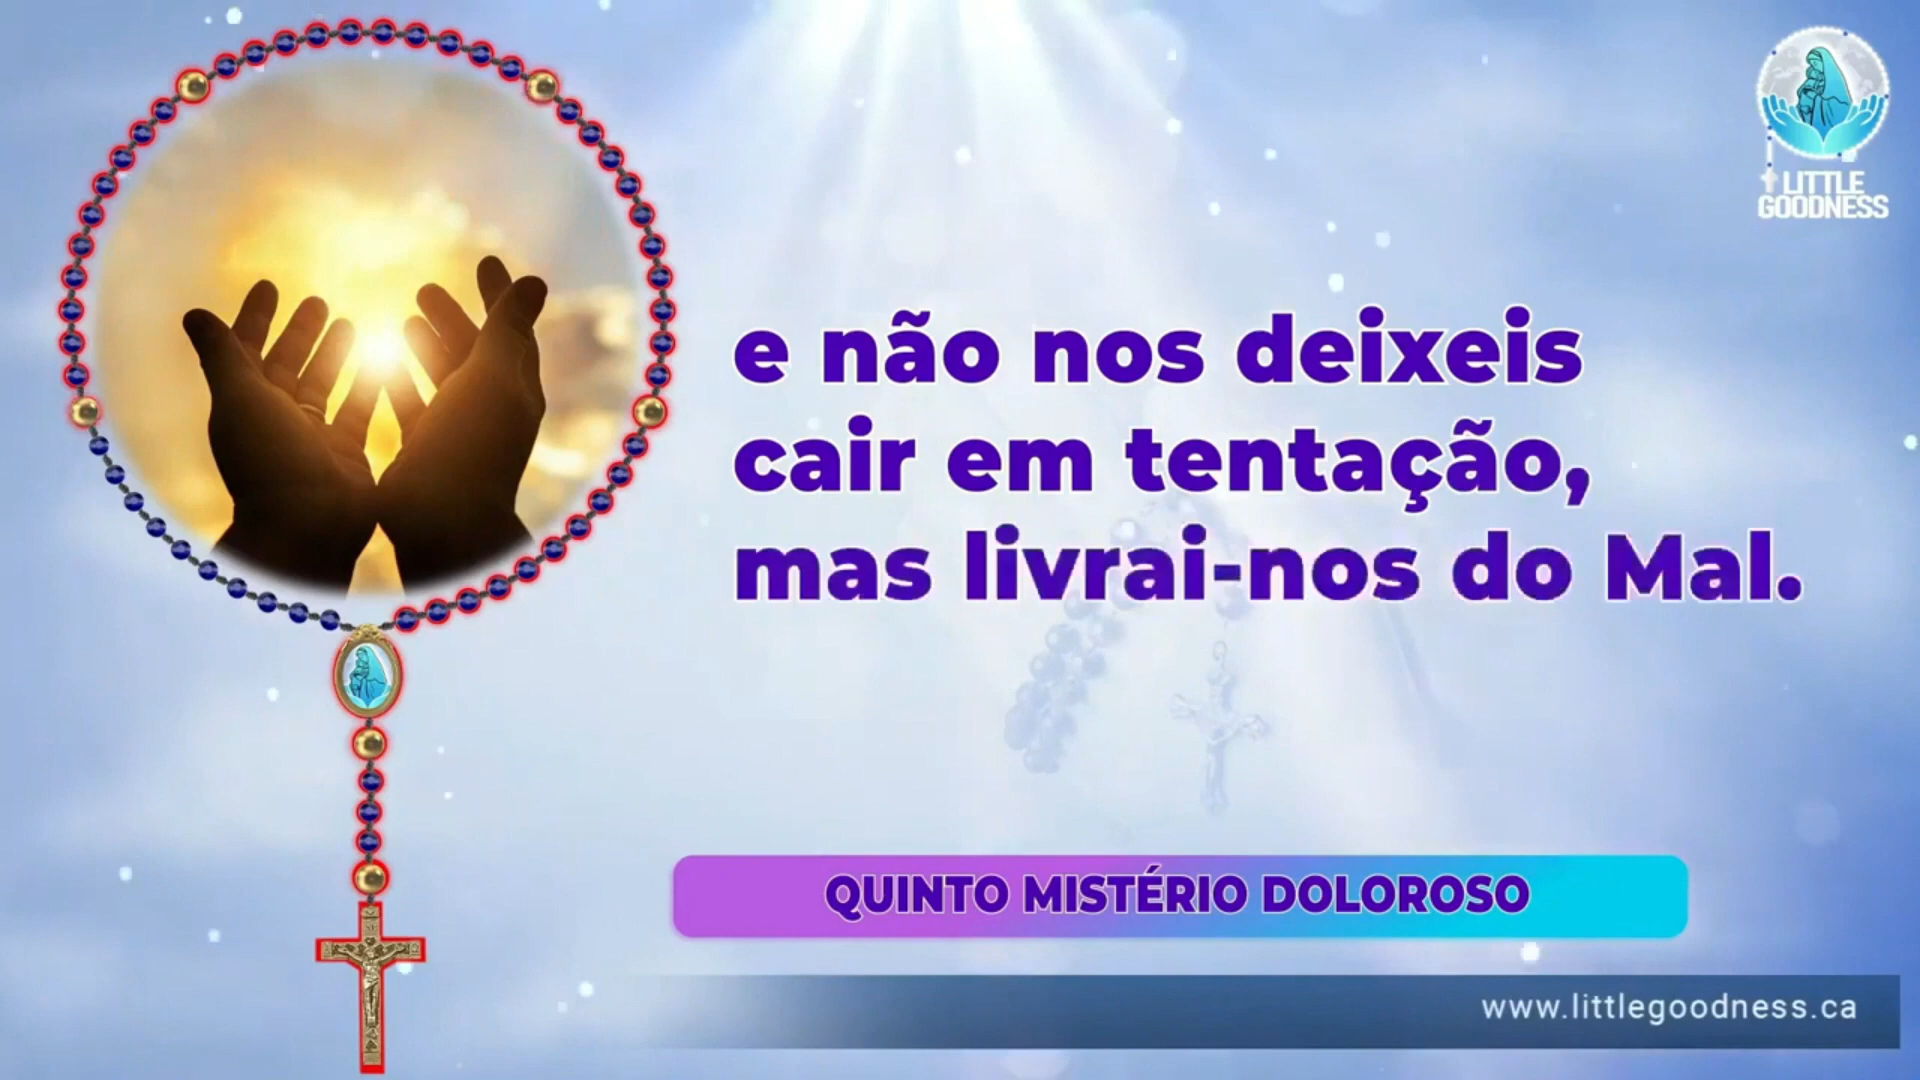 LITTLE
GOODNESS
e não nos deixeis
cair em tentação,
mas livrai-nos do Mal.
QUINTO MISTÉRIO DOLOROSO
www.littlegoodness.ca